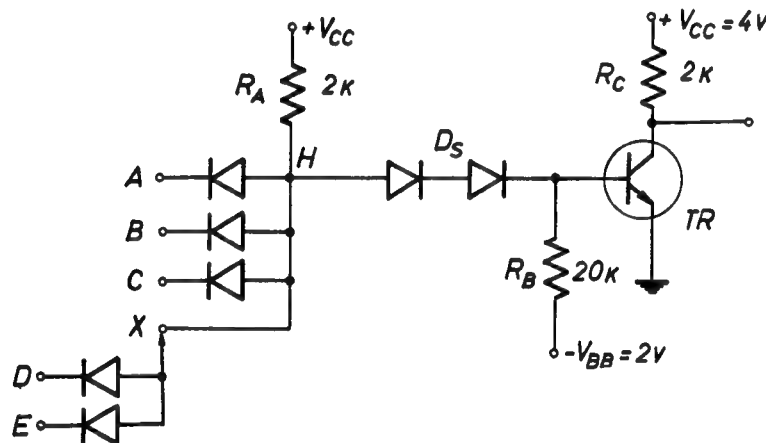 +VCC
+ VCC = 4V
RA 2K
RC 2K
A
H
DS
B
TR
C
RB 20K
X
D
-VBB = 2V
E